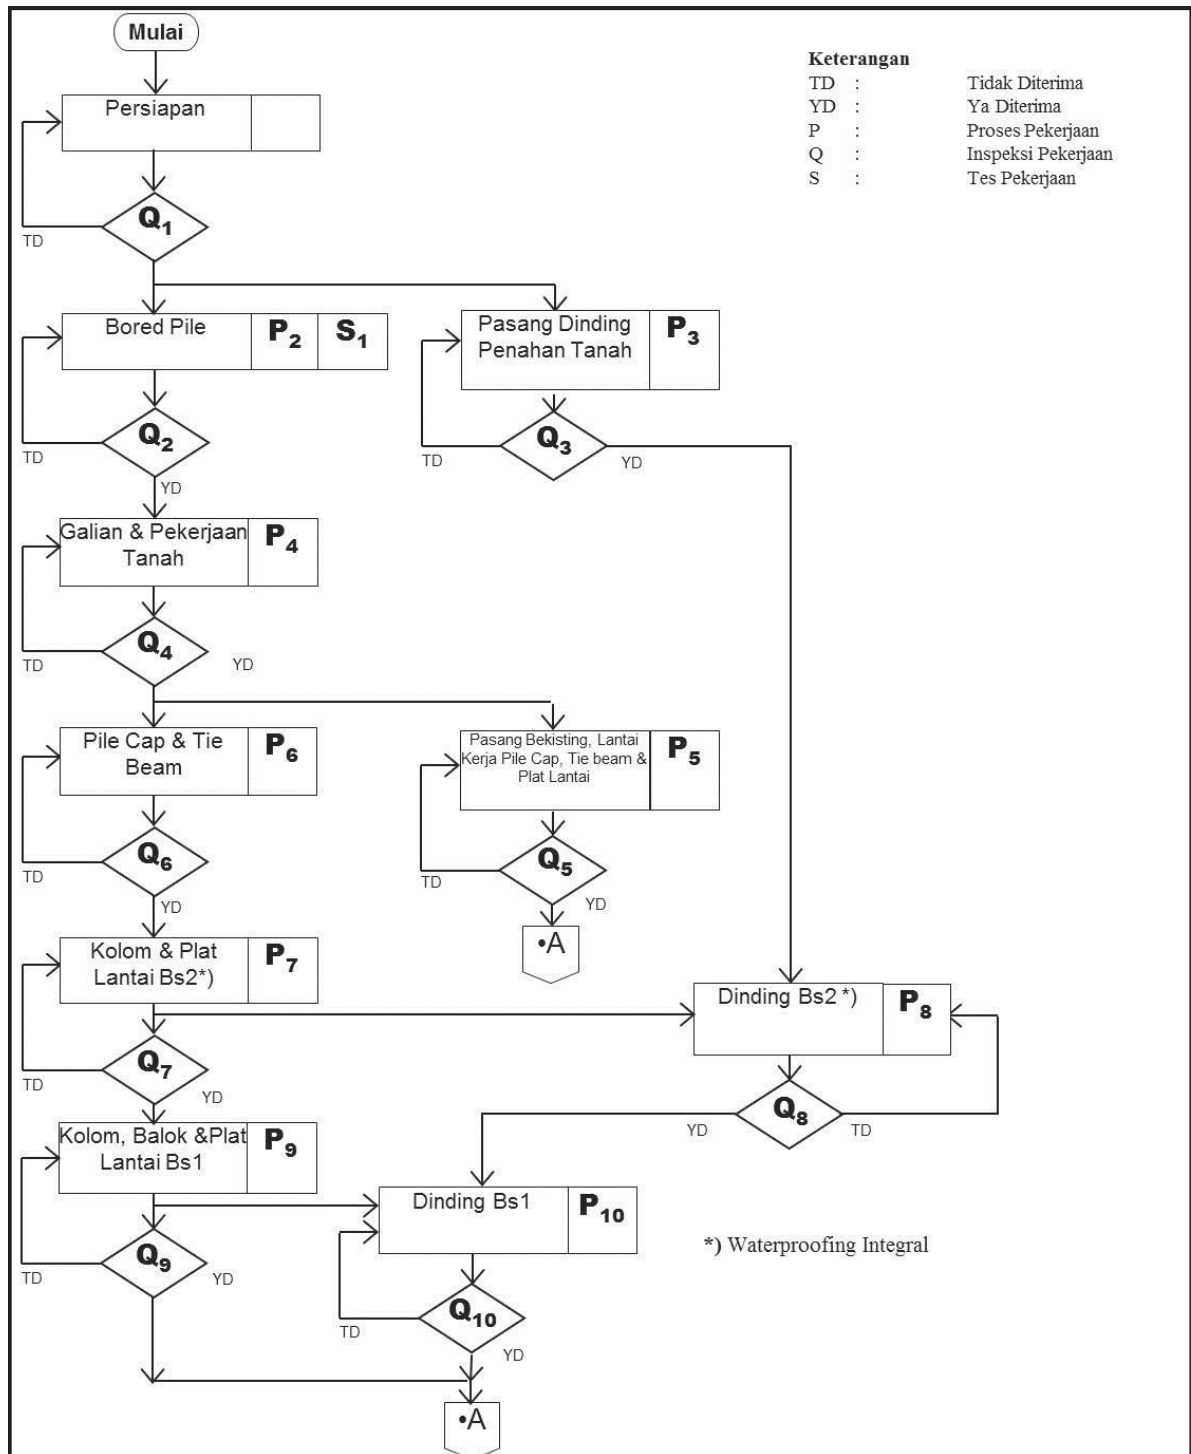 Mulai
Keterangan
TD : Tidak Diterima
YD : Ya Diterima
P : Proses Pekerjaan
Q : Inspeksi Pekerjaan
S : Tes Pekerjaan
Persiapan
Q1
TD
Bored Pile P2 S1
Pasang Dinding
Penahan Tanah
P3
Q2
TD
YD
Q3
TD
YD
Galian & Pekerjaan
Tanah
P4
Q4
TD
YD
Pile Cap & Tie
Beam
P6
Pasang Bekisting, Lantai
Kerja Pile Cap, Tie beam &
Plat Lantai
P5
Q6
TD
YD
Q5
TD
YD
•A
Kolom & Plat
Lantai Bs2*)
P7
Dinding Bs2 *) P8
Q7
TD
YD
Q8
YD
TD
Kolom, Balok &Plat
Lantai Bs1
P9
Dinding Bs1 P10
*) Waterproofing Integral
Q9
TD
YD
Q10
TD
YD
•A